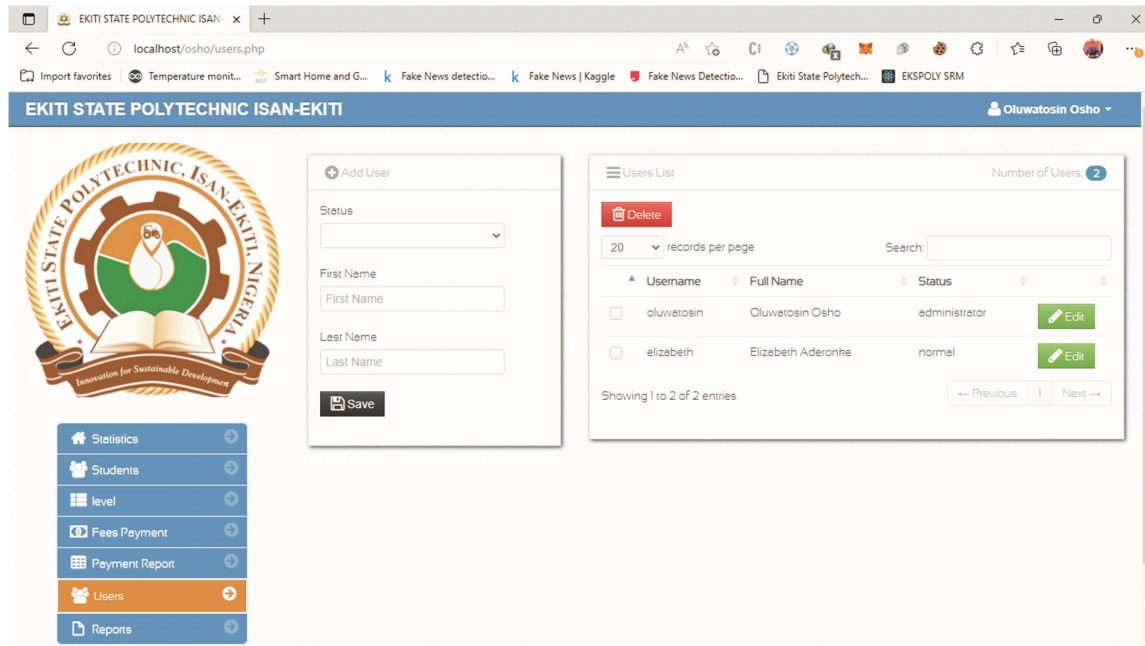 EKITI STATE POLYTECHNIC ISAN-
localhost/osho/users.php
Import favorites
Temperature monit...
Smart Home and G...
Fake News detectio...
Fake News | Kaggle
Fake News Detectio...
Ekiti State Polytech...
EKSPOLY SRM
EKITI STATE POLYTECHNIC ISAN-EKITI
Oluwatosin Osho
EKITI STATE POLYTECHNIC, ISAN-EKITI, NIGERIA
Innovation for Sustainable Development
Statistics
Students
level
Fees Payment
Payment Report
Users
Reports
Add User
Status
First Name
First Name
Last Name
Last Name
Save
Users List
Number of Users: 2
Delete
20 records per page
Search:
Username Full Name Status
oluwatosin Oluwatosin Osho administrator Edit
elizabeth Elizabeth Aderonke normal Edit
Showing 1 to 2 of 2 entries
← Previous 1 Next →